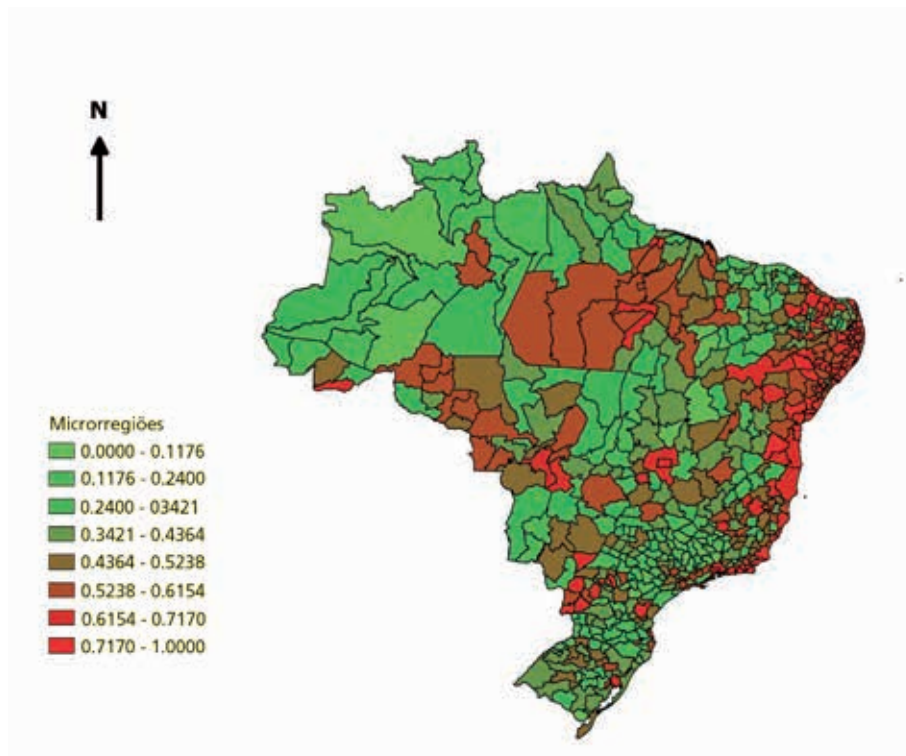 N
Microrregiões
0.0000 - 0.1176
0.1176 - 0.2400
0.2400 - 03421
0.3421 - 0.4364
0.4364 - 0.5238
0.5238 - 0.6154
0.6154 - 0.7170
0.7170 - 1.0000